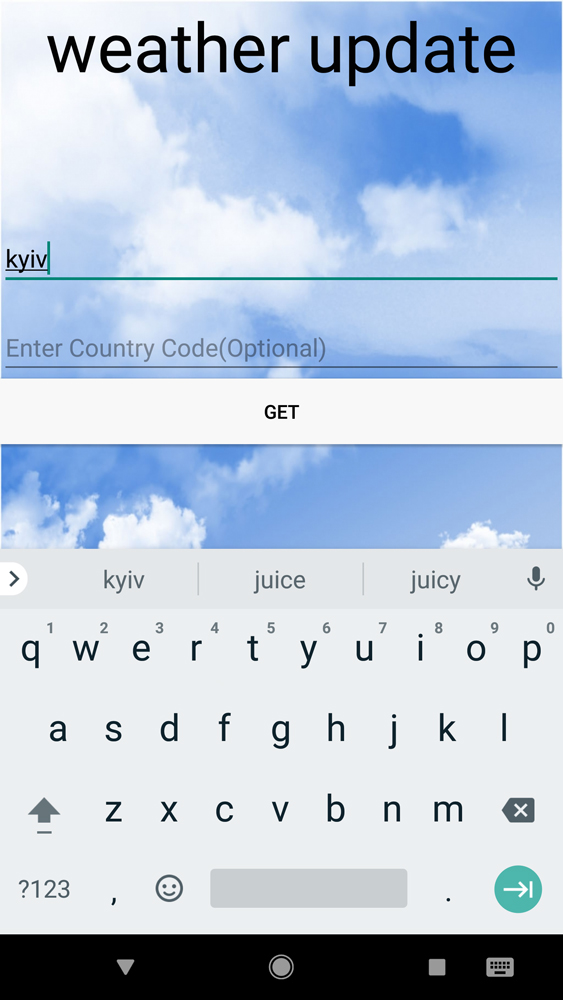 weather update
kyiv
Enter Country Code(Optional)
GET
kyiv juice juicy
1 2 3 4 5 6 7 8 9 0
q w e r t y u i o p
a s d f g h j k l
z x c v b n m
?123 , .